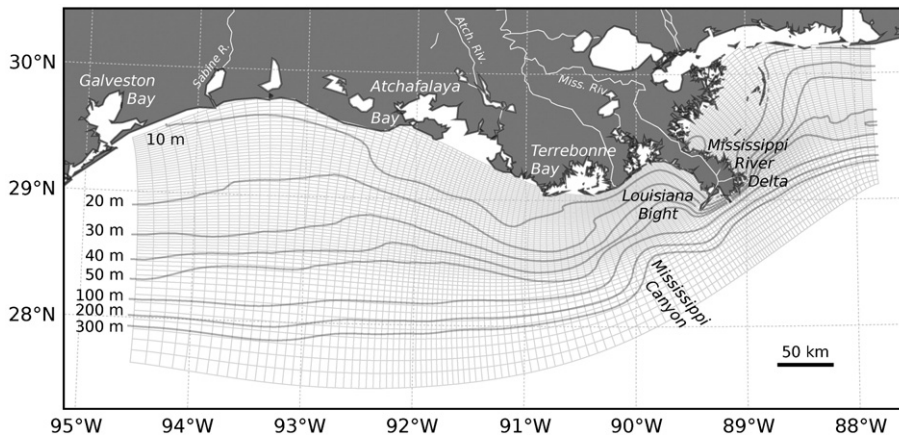 30°N
29°N
28°N
Galveston
Bay
Sabine R.
Atchafalaya
Bay
Atch. Riv.
Miss. Riv.
Terrebonne
Bay
Louisiana
Bight
Mississippi
River
Delta
Mississippi
Canyon
10 m
20 m
30 m
40 m
50 m
100 m
200 m
300 m
50 km
95°W
94°W
93°W
92°W
91°W
90°W
89°W
88°W